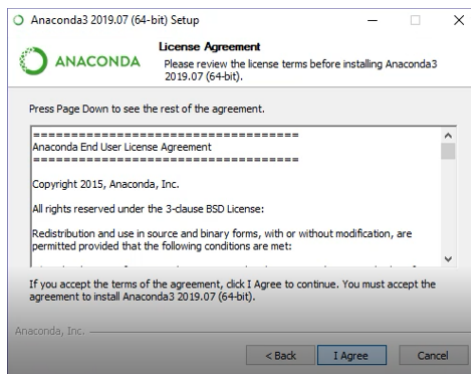 Anaconda3 2019.07 (64-bit) Setup
ANACONDA
License Agreement
Please review the license terms before installing Anaconda3
2019.07 (64-bit).
Press Page Down to see the rest of the agreement.
===================================
Anaconda End User License Agreement
===================================
Copyright 2015, Anaconda, Inc.
All rights reserved under the 3-clause BSD License:
Redistribution and use in source and binary forms, with or without modification, are
permitted provided that the following conditions are met:
If you accept the terms of the agreement, click I Agree to continue. You must accept the
agreement to install Anaconda3 2019.07 (64-bit).
Anaconda, Inc.
< Back
I Agree
Cancel